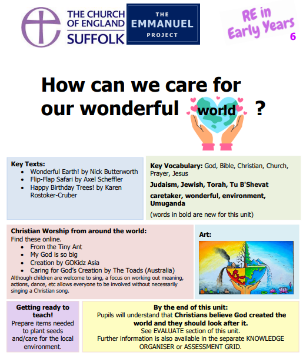 THE CHURCH
OF ENGLAND
SUFFOLK
THE
EMMANUEL
PROJECT
RE in
Early Years
6
How can we care for
our wonderful world ?
Key Texts:
• Wonderful Earth! by Nick Butterworth
• Flip-Flap Safari by Axel Scheffler
• Happy Birthday Trees! by Karen
Rostoker-Gruber
Key Vocabulary: God, Bible, Christian, Church,
Prayer, Jesus
Judaism, Jewish, Torah, Tu B'Shevat
caretaker, wonderful, environment,
Umuganda
(words in bold are new for this unit)
Christian Worship from around the world:
Find these online.
• From the Tiny Ant
• My God is so big
• Creation by GOKidz Asia
• Caring for God's Creation by The Toads (Australia)
Although children are welcome to sing, a focus on working out meaning,
actions, dance, etc allows everyone to be involved without necessarily
singing a Christian song.
Art:
Getting ready to
teach!
Prepare items needed
to plant seeds
and/or care for the local
environment.
By the end of this unit:
Pupils will understand that Christians believe God created the
world and they should look after it.
See EVALUATE section of this unit.
Further information is also available in the separate KNOWLEDGE
ORGANISER or ASSESSMENT GRID.